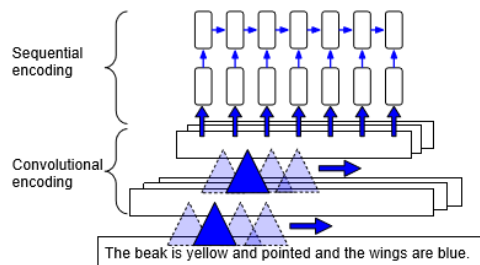 Sequential
encoding
Convolutional
encoding
The beak is yellow and pointed and the wings are blue.